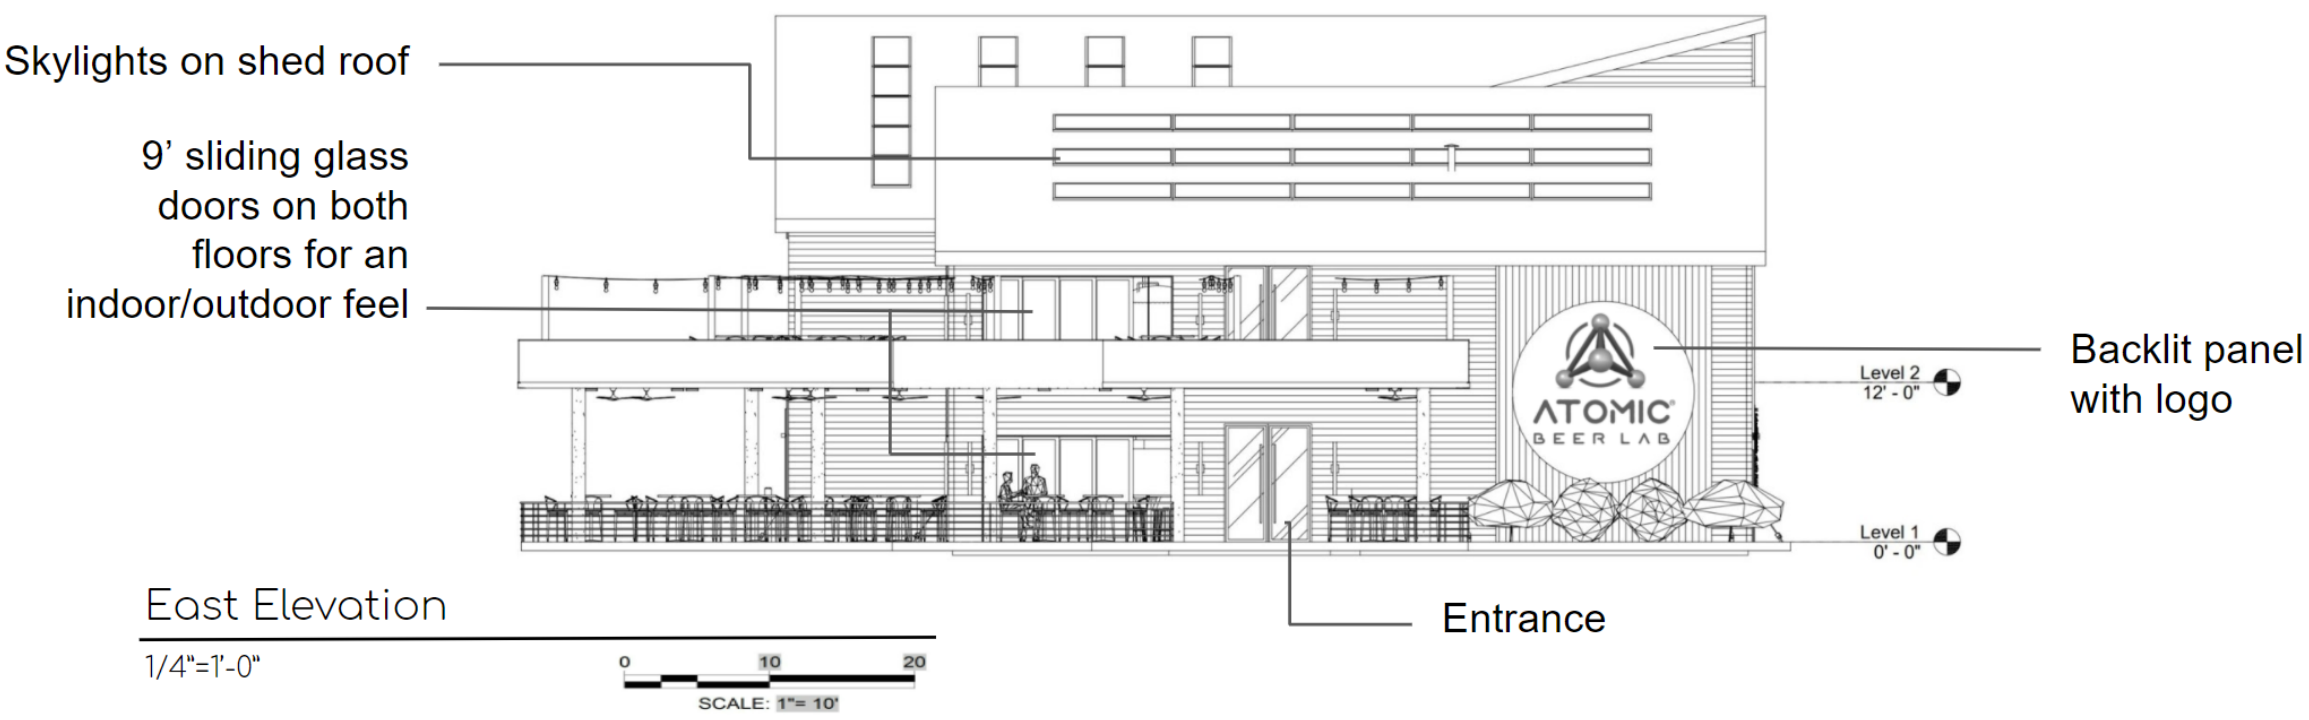 Skylights on shed roof
9’ sliding glass
doors on both
floors for an
indoor/outdoor feel
ATOMIC
BEER LAB
Backlit panel
with logo
Level 2
12' - 0"
Level 1
0' - 0"
Entrance
East Elevation
1/4"=1'-0"
0 10 20
SCALE: 1"= 10'